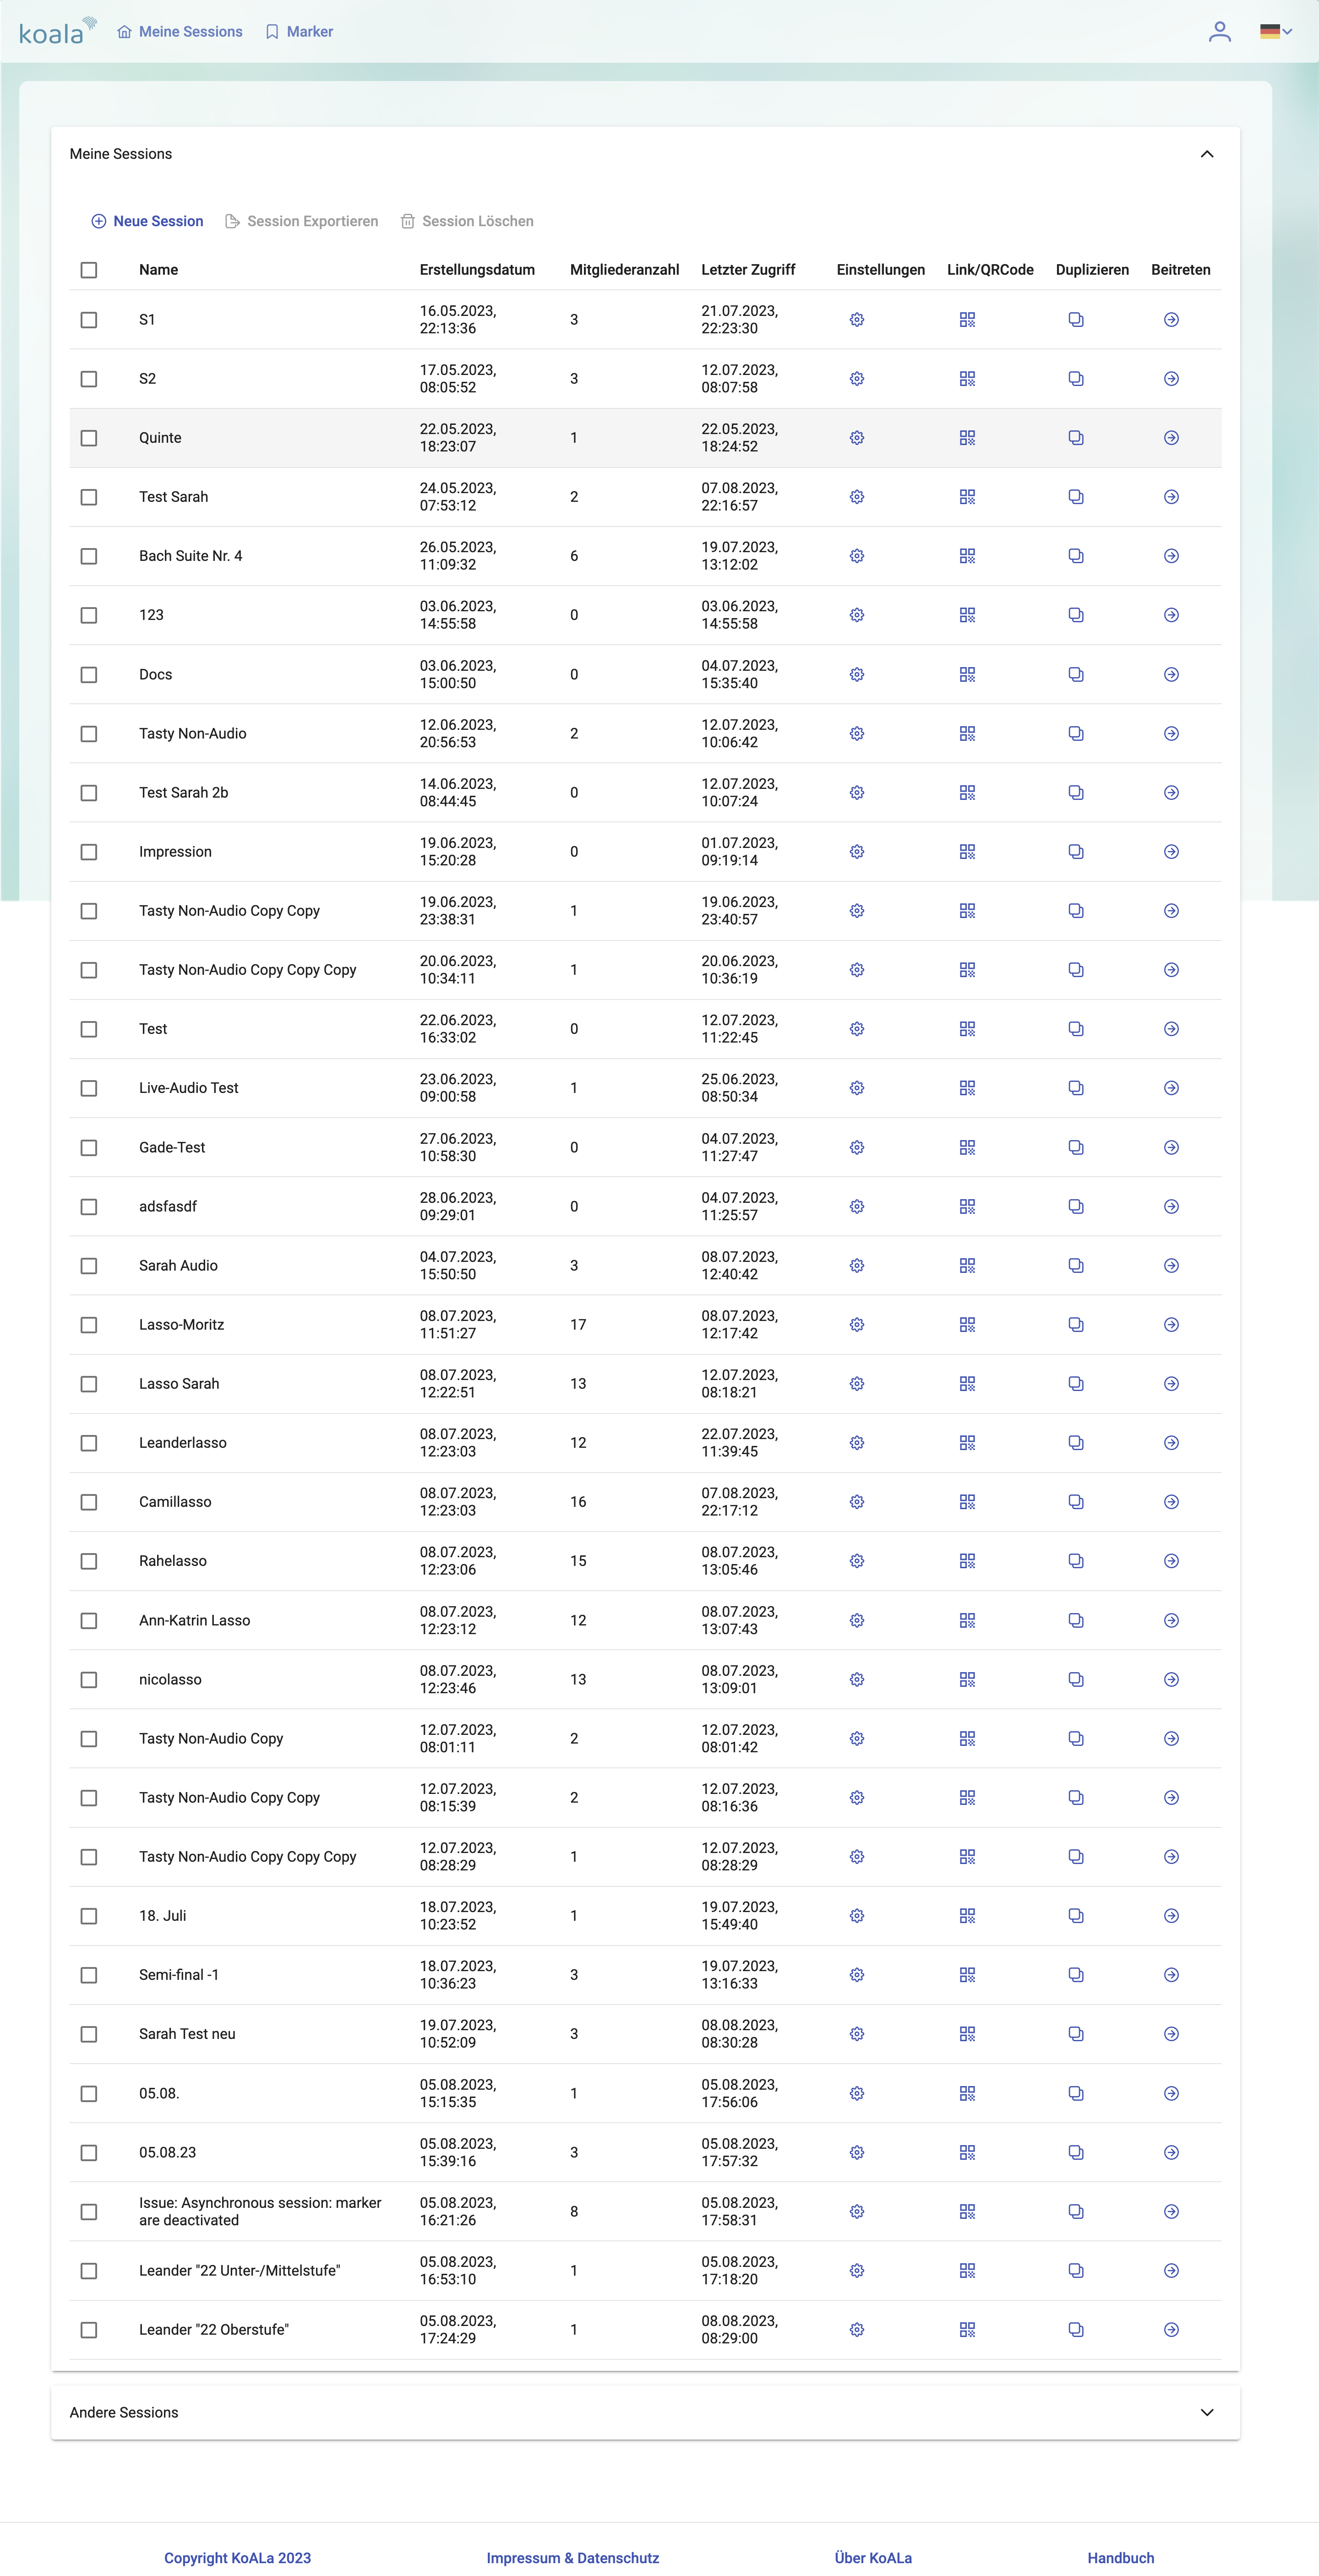 koala Meine Sessions Marker
Meine Sessions
Neue Session Session Exportieren Session Löschen
Name Erstellungsdatum Mitgliederanzahl Letzter Zugriff Einstellungen Link/QRCode Duplizieren Beitreten
S1 16.05.2023, 22:13:36 3 21.07.2023, 22:23:30
S2 17.05.2023, 08:05:52 3 12.07.2023, 08:07:58
Quinte 22.05.2023, 18:23:07 1 22.05.2023, 18:24:52
Test Sarah 24.05.2023, 07:53:12 2 07.08.2023, 22:16:57
Bach Suite Nr. 4 26.05.2023, 11:09:32 6 19.07.2023, 13:12:02
123 03.06.2023, 14:55:58 0 03.06.2023, 14:55:58
Docs 03.06.2023, 15:00:50 0 04.07.2023, 15:35:40
Tasty Non-Audio 12.06.2023, 20:56:53 2 12.07.2023, 10:06:42
Test Sarah 2b 14.06.2023, 08:44:45 0 12.07.2023, 10:07:24
Impression 19.06.2023, 15:20:28 0 01.07.2023, 09:19:14
Tasty Non-Audio Copy Copy 19.06.2023, 23:38:31 1 19.06.2023, 23:40:57
Tasty Non-Audio Copy Copy Copy 20.06.2023, 10:34:11 1 20.06.2023, 10:36:19
Test 22.06.2023, 16:33:02 0 12.07.2023, 11:22:45
Live-Audio Test 23.06.2023, 09:00:58 1 25.06.2023, 08:50:34
Gade-Test 27.06.2023, 10:58:30 0 04.07.2023, 11:27:47
adsfasdf 28.06.2023, 09:29:01 0 04.07.2023, 11:25:57
Sarah Audio 04.07.2023, 15:50:50 3 08.07.2023, 12:40:42
Lasso-Moritz 08.07.2023, 11:51:27 17 08.07.2023, 12:17:42
Lasso Sarah 08.07.2023, 12:22:51 13 12.07.2023, 08:18:21
Leanderlasso 08.07.2023, 12:23:03 12 22.07.2023, 11:39:45
Camillasso 08.07.2023, 12:23:03 16 07.08.2023, 22:17:12
Rahelasso 08.07.2023, 12:23:06 15 08.07.2023, 13:05:46
Ann-Katrin Lasso 08.07.2023, 12:23:12 12 08.07.2023, 13:07:43
nicolasso 08.07.2023, 12:23:46 13 08.07.2023, 13:09:01
Tasty Non-Audio Copy 12.07.2023, 08:01:11 2 12.07.2023, 08:01:42
Tasty Non-Audio Copy Copy 12.07.2023, 08:15:39 2 12.07.2023, 08:16:36
Tasty Non-Audio Copy Copy Copy 12.07.2023, 08:28:29 1 12.07.2023, 08:28:29
18. Juli 18.07.2023, 10:23:52 1 19.07.2023, 15:49:40
Semi-final -1 18.07.2023, 10:36:23 3 19.07.2023, 13:16:33
Sarah Test neu 19.07.2023, 10:52:09 3 08.08.2023, 08:30:28
05.08. 05.08.2023, 15:15:35 1 05.08.2023, 17:56:06
05.08.23 05.08.2023, 15:39:16 3 05.08.2023, 17:57:32
Issue: Asynchronous session: marker are deactivated 05.08.2023, 16:21:26 8 05.08.2023, 17:58:31
Leander "22 Unter-/Mittelstufe" 05.08.2023, 16:53:10 1 05.08.2023, 17:18:20
Leander "22 Oberstufe" 05.08.2023, 17:24:29 1 08.08.2023, 08:29:00
Andere Sessions
Copyright KoALa 2023 Impressum & Datenschutz Über KoALa Handbuch